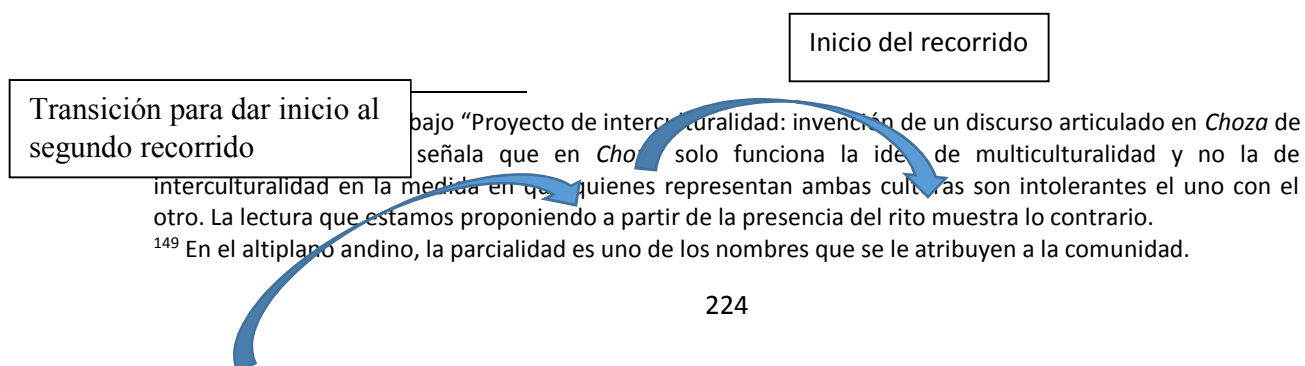 Inicio del recorrido
Transición para dar inicio al
segundo recorrido
bajo “Proyecto de interculturalidad: invención de un discurso articulado en Choza de
señala que en Choza solo funciona la idea de multiculturalidad y no la de
interculturalidad en la medida en que quienes representan ambas culturas son intolerantes el uno con el
otro. La lectura que estamos proponiendo a partir de la presencia del rito muestra lo contrario.
149 En el altiplano andino, la parcialidad es uno de los nombres que se le atribuyen a la comunidad.
224